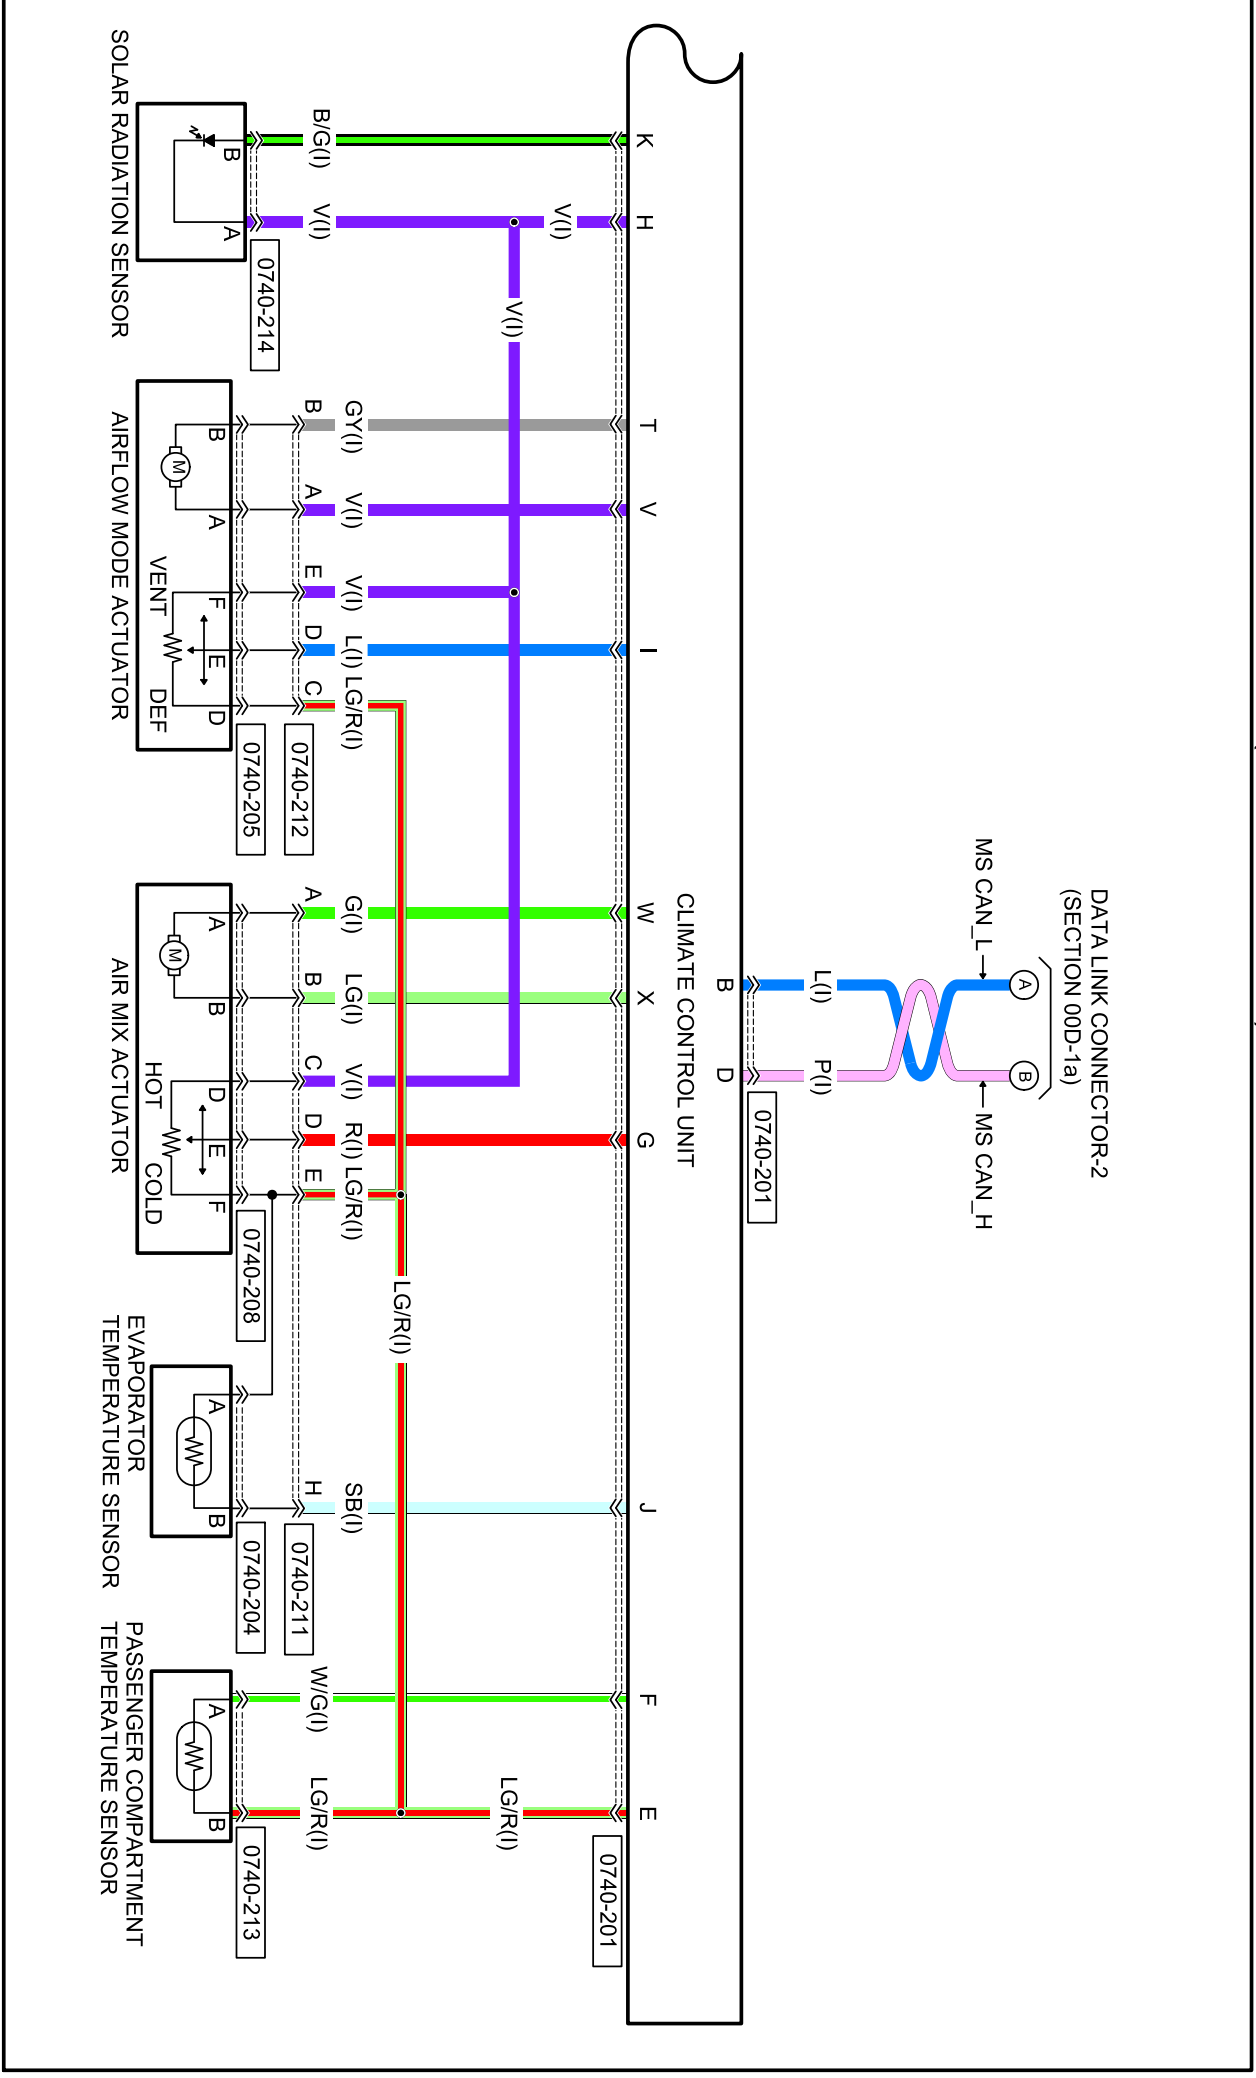 DATA LINK CONNECTOR-2
(SECTION 00D-1a)
A B
MS CAN_L MS CAN_H
L(I) P(I)
0740-201
B D
CLIMATE CONTROL UNIT
K H T V I W X G J F E
0740-201
V(I)
V(I) LG/R(I)
LG/R(I)
B/G(I) V(I) GY(I) V(I) V(I) L(I) LG/R(I) G(I) LG(I) V(I) R(I) LG/R(I) SB(I) W/G(I) LG/R(I)
B A E D C A B C D E H
0740-212 0740-211
0740-214 0740-205 0740-208 0740-204 0740-213
B A B A F E D A B D E F A B A B
M M
VENT DEF HOT COLD
SOLAR RADIATION SENSOR
AIRFLOW MODE ACTUATOR
AIR MIX ACTUATOR
EVAPORATOR
TEMPERATURE SENSOR
PASSENGER COMPARTMENT
TEMPERATURE SENSOR